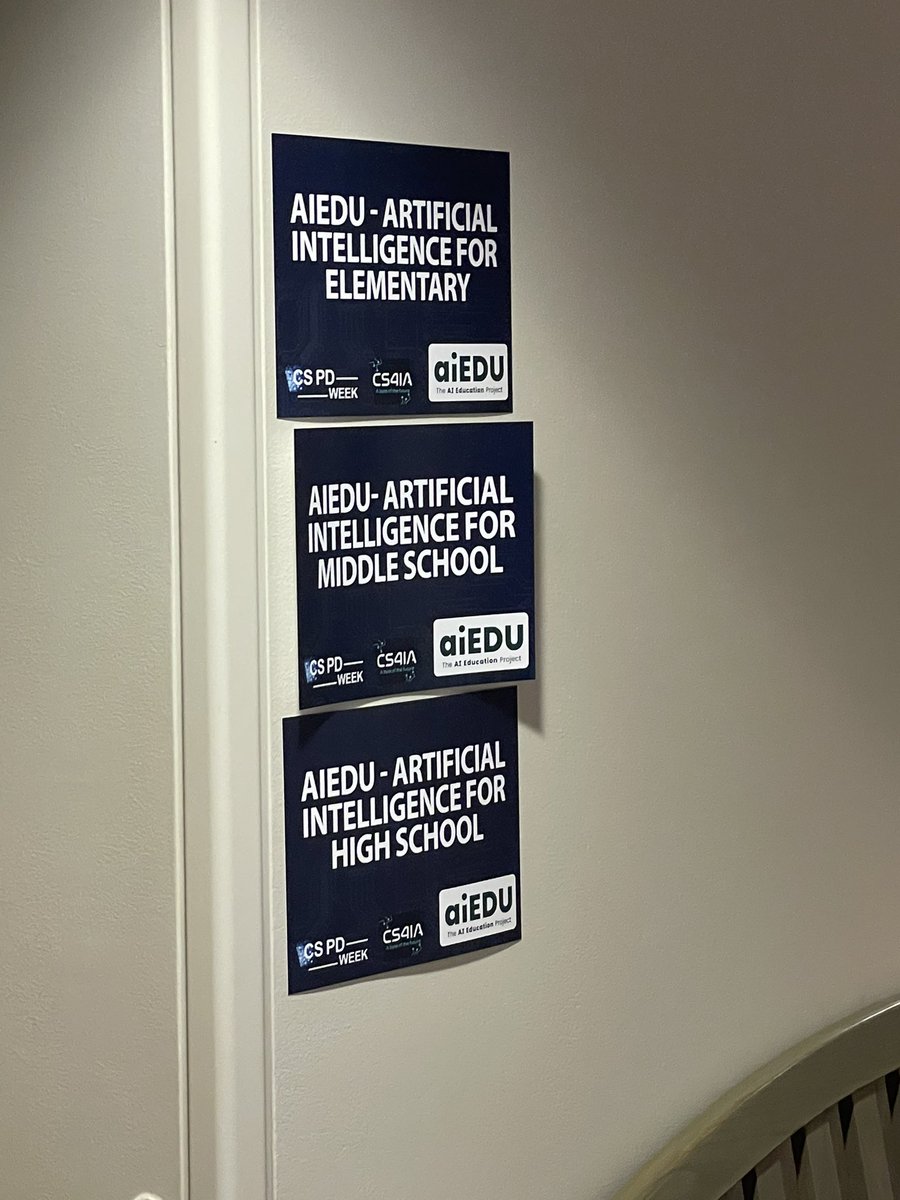 AIEDU - ARTIFICIAL
INTELLIGENCE FOR
ELEMENTARY
CS PD
WEEK
CS4IA
aiEDU
The AI Education Project
AIEDU- ARTIFICIAL
INTELLIGENCE FOR
MIDDLE SCHOOL
CS PD
WEEK
CS4IA
aiEDU
The AI Education Project
AIEDU - ARTIFICIAL
INTELLIGENCE FOR
HIGH SCHOOL
CS PD
WEEK
CS4IA
aiEDU
The AI Education Project